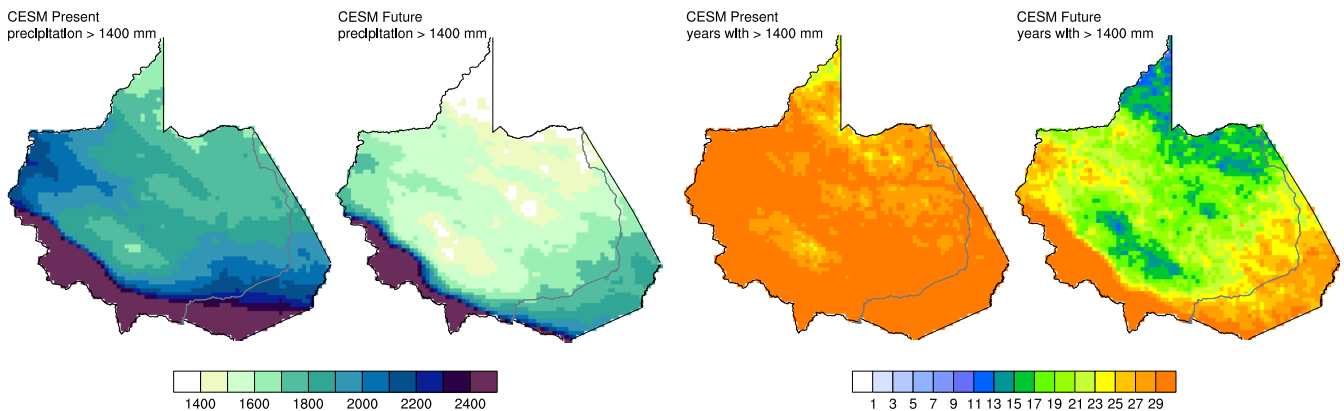 CESM Present
precipitation > 1400 mm
CESM Future
precipitation > 1400 mm
CESM Present
years with > 1400 mm
CESM Future
years with > 1400 mm
1400 1600 1800 2000 2200 2400
1 3 5 7 9 11 13 15 17 19 21 23 25 27 29